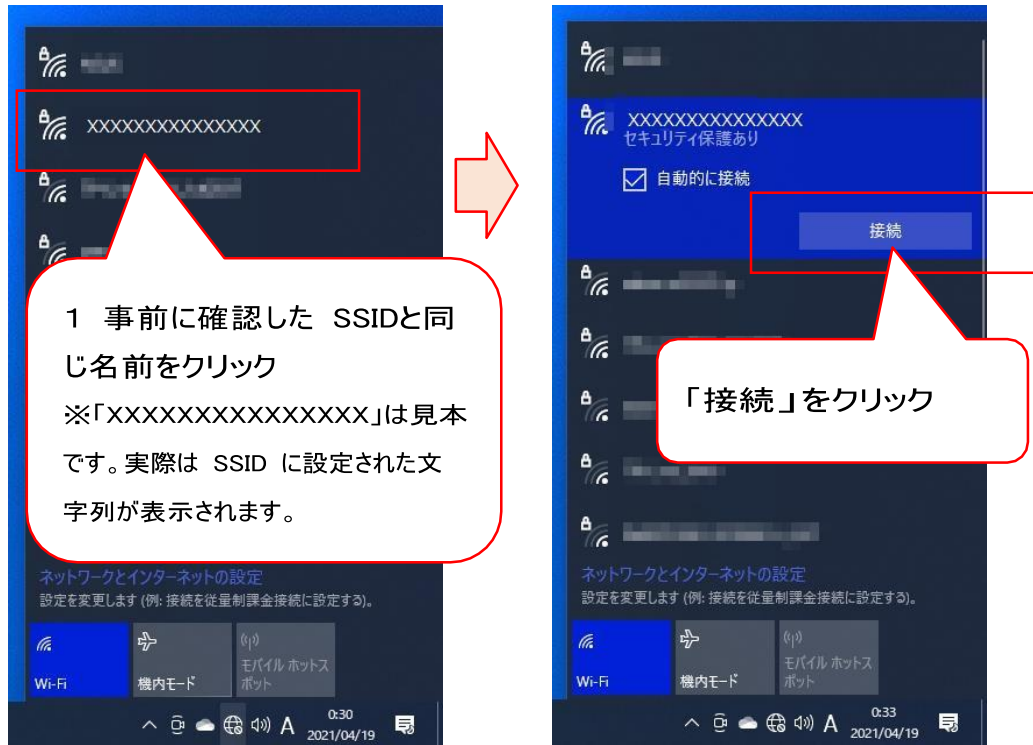 XXXXXXXXXXXXXXX
1 事前に確認した SSIDと同
じ名前をクリック
※「XXXXXXXXXXXXXXX」は見本
です。実際は SSID に設定された文
字列が表示されます。
ネットワークとインターネットの設定
設定を変更します (例: 接続を従量制課金接続に設定する)。
Wi-Fi
機内モード
モバイル ホットス
ポット
A
0:30
2021/04/19
XXXXXXXXXXXXXXX
セキュリティ保護あり
自動的に接続
接続
「接続」をクリック
ネットワークとインターネットの設定
設定を変更します (例: 接続を従量制課金接続に設定する)。
Wi-Fi
機内モード
モバイル ホットス
ポット
A
0:33
2021/04/19